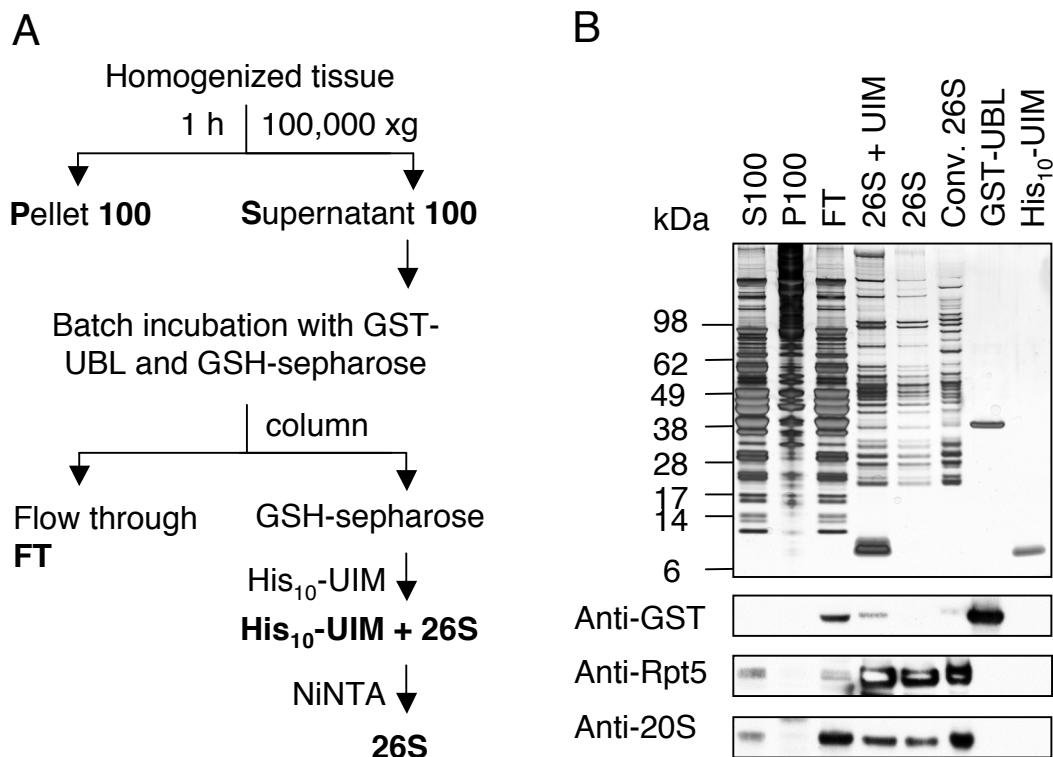 A
Homogenized tissue
1 h
100,000 xg
Pellet 100
Supernatant 100
Batch incubation with GST-
UBL and GSH-sepharose
column
Flow through
FT
GSH-sepharose
His10-UIM
His10-UIM + 26S
NiNTA
26S
B
kDa
S100
P100
FT
26S + UIM
26S
Conv. 26S
GST-UBL
His10-UIM
98
62
49
38
28
17
14
6
Anti-GST
Anti-Rpt5
Anti-20S